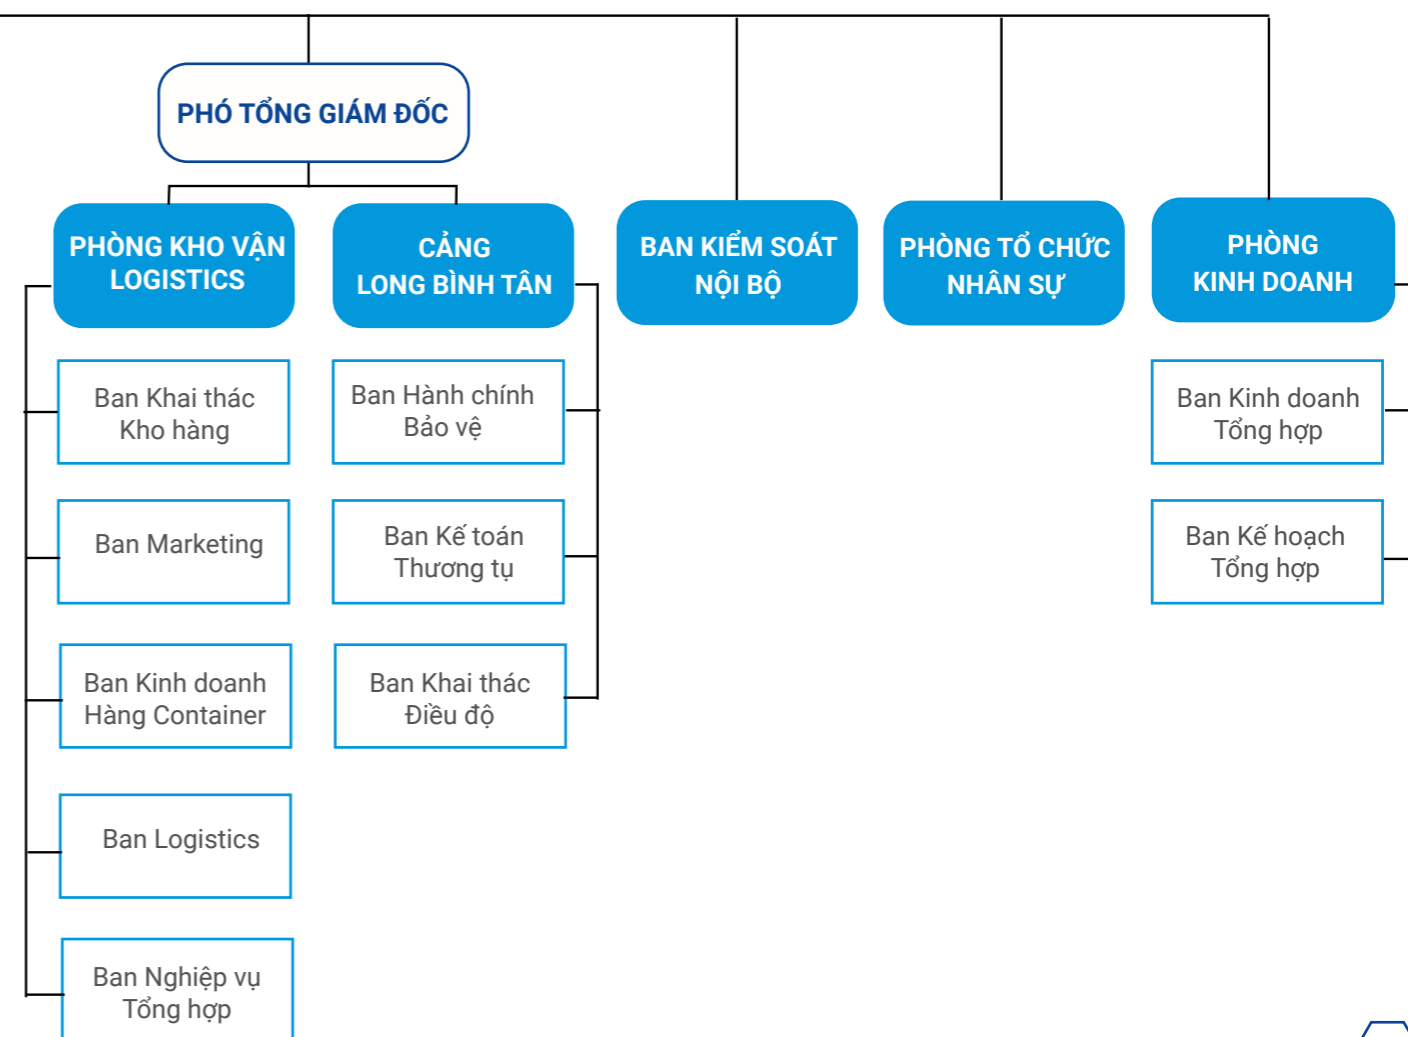 PHÓ TỔNG GIÁM ĐỐC
PHÒNG KHO VẬN
LOGISTICS
CẢNG
LONG BÌNH TÂN
BAN KIỂM SOÁT
NỘI BỘ
PHÒNG TỔ CHỨC
NHÂN SỰ
PHÒNG
KINH DOANH
Ban Khai thác
Kho hàng
Ban Marketing
Ban Kinh doanh
Hàng Container
Ban Logistics
Ban Nghiệp vụ
Tổng hợp
Ban Hành chính
Bảo vệ
Ban Kế toán
Thương tụ
Ban Khai thác
Điều độ
Ban Kinh doanh
Tổng hợp
Ban Kế hoạch
Tổng hợp